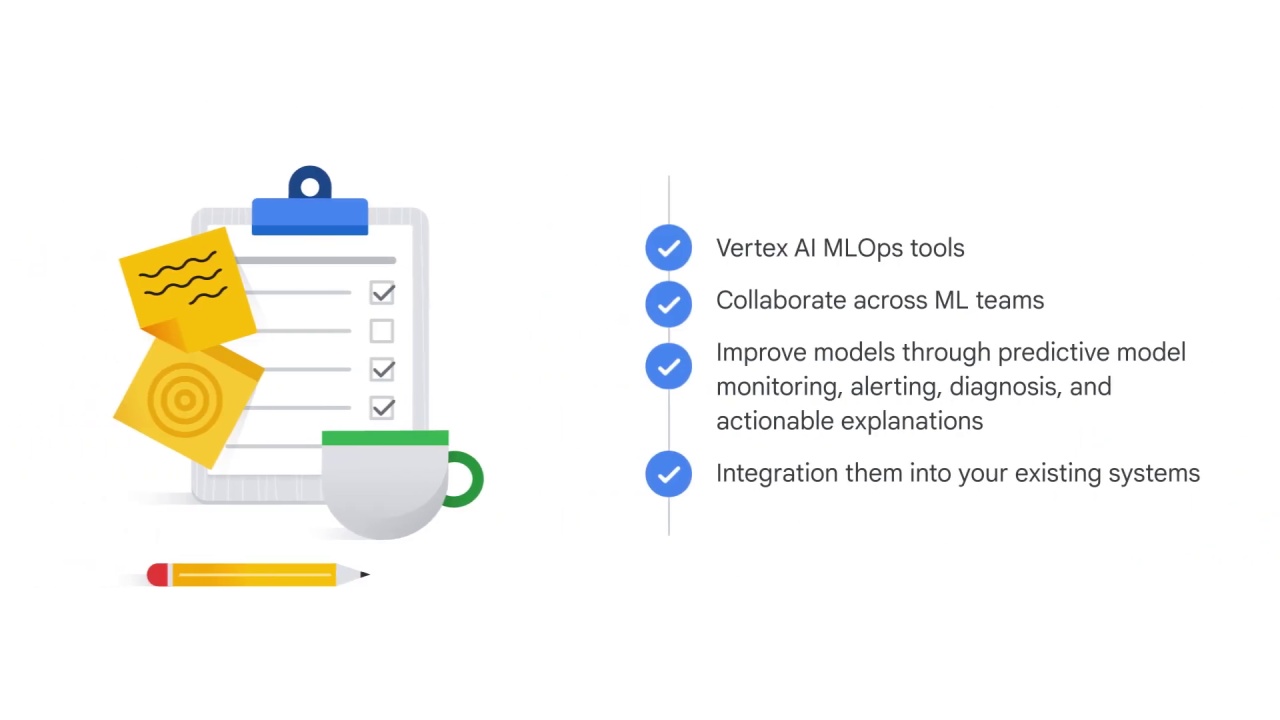 Vertex AI MLOps tools
Collaborate across ML teams
Improve models through predictive model
monitoring, alerting, diagnosis, and
actionable explanations
Integration them into your existing systems